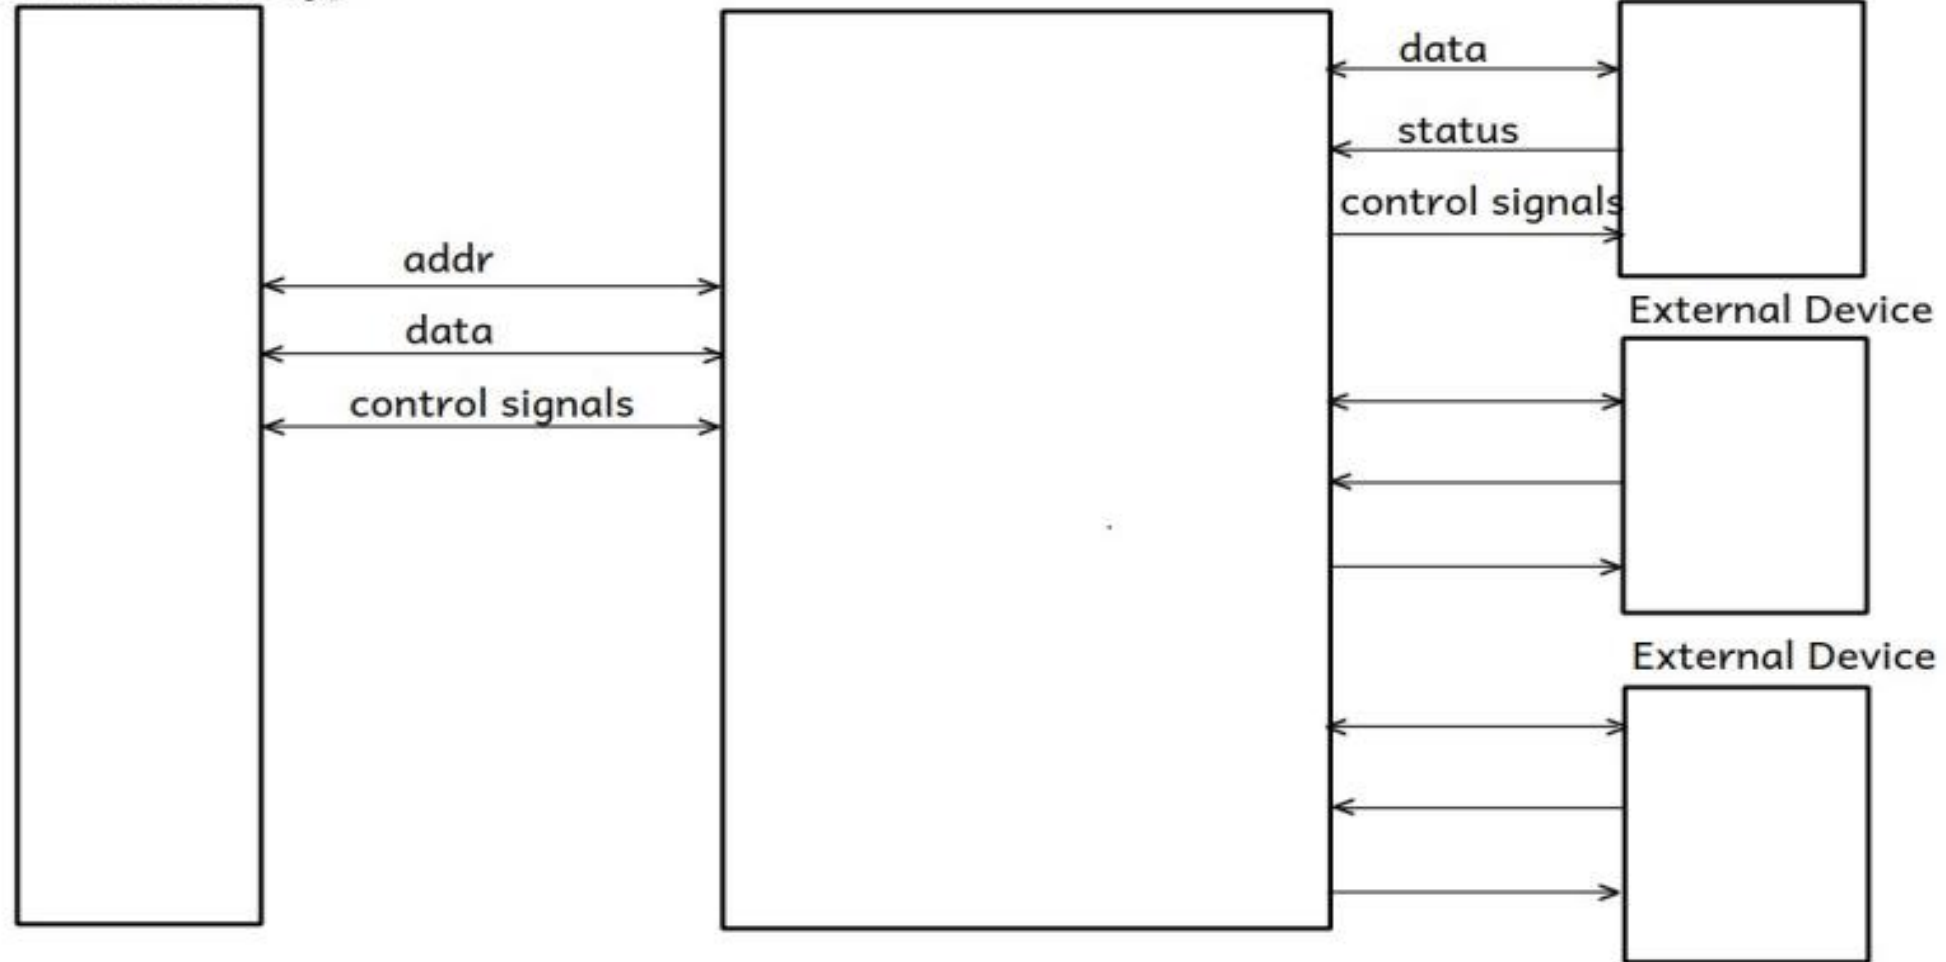 data
status
control signals
External Device
addr
data
control signals
External Device